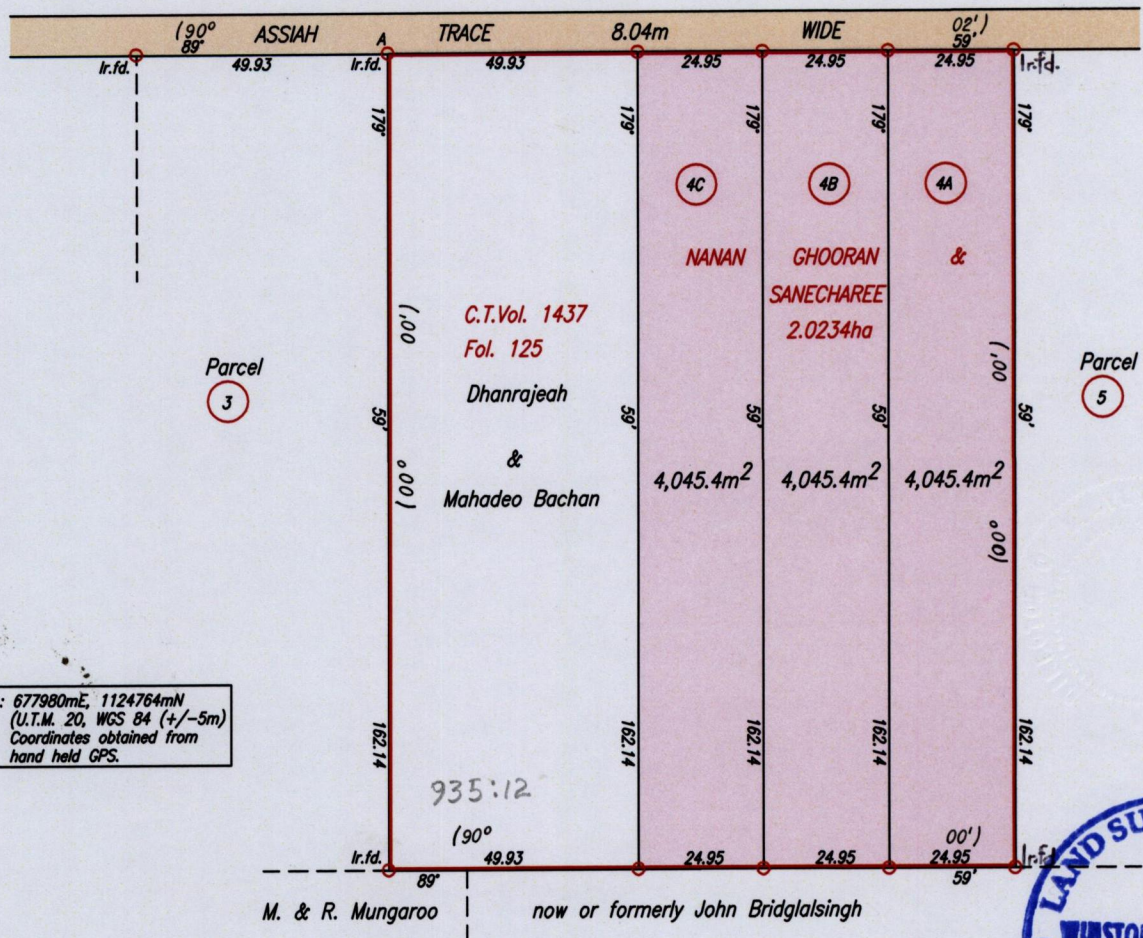 (90° ASSIAH TRACE 8.04m WIDE 02')
89° A 59'
Ir.fd. 49.93 Ir.fd. 49.93 24.95 24.95 24.95 Ir.fd.
179° 179° 179° 179° 179°
4C 4B 4A
NANAN GHOORAN &
SANECHAREE
2.0234ha
C.T.Vol. 1437
Fol. 125
Dhanrajeah
&
Mahadeo Bachan
Parcel
3
Parcel
5
(00' 00°)
(00' 00°)
59' 59' 59' 59' 59'
4,045.4m² 4,045.4m² 4,045.4m²
: 677980mE, 1124764mN
(U.T.M. 20, WGS 84 (+/-5m)
Coordinates obtained from
hand held GPS.
162.14 162.14 162.14 162.14 162.14
935:12
(90° 00')
Ir.fd. 49.93 24.95 24.95 24.95 Ir.fd
89° 59'
M. & R. Mungaroo now or formerly John Bridglalsingh
LAND SU
WINSTO